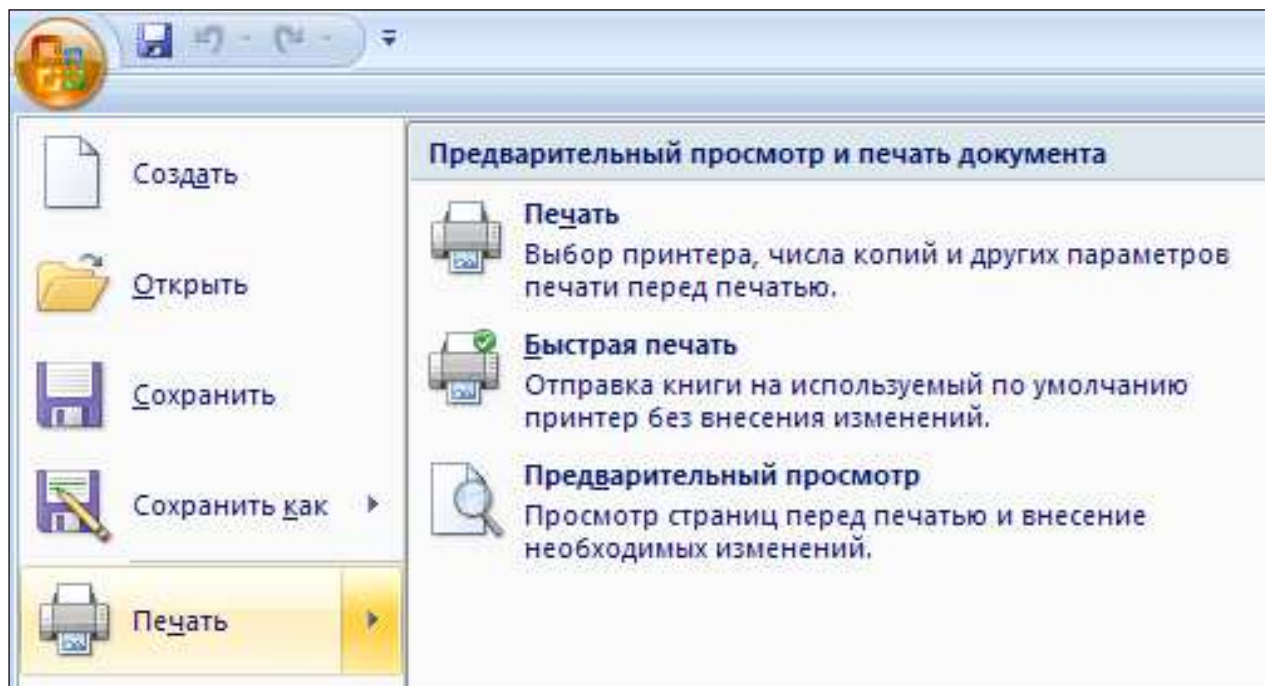 Создать
Открыть
Сохранить
Сохранить как
Печать
Предварительный просмотр и печать документа
Печать
Выбор принтера, числа копий и других параметров
печати перед печатью.
Быстрая печать
Отправка книги на используемый по умолчанию
принтер без внесения изменений.
Предварительный просмотр
Просмотр страниц перед печатью и внесение
необходимых изменений.